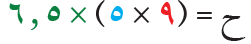 ٦,٥ × (٥ × ٩) = ح